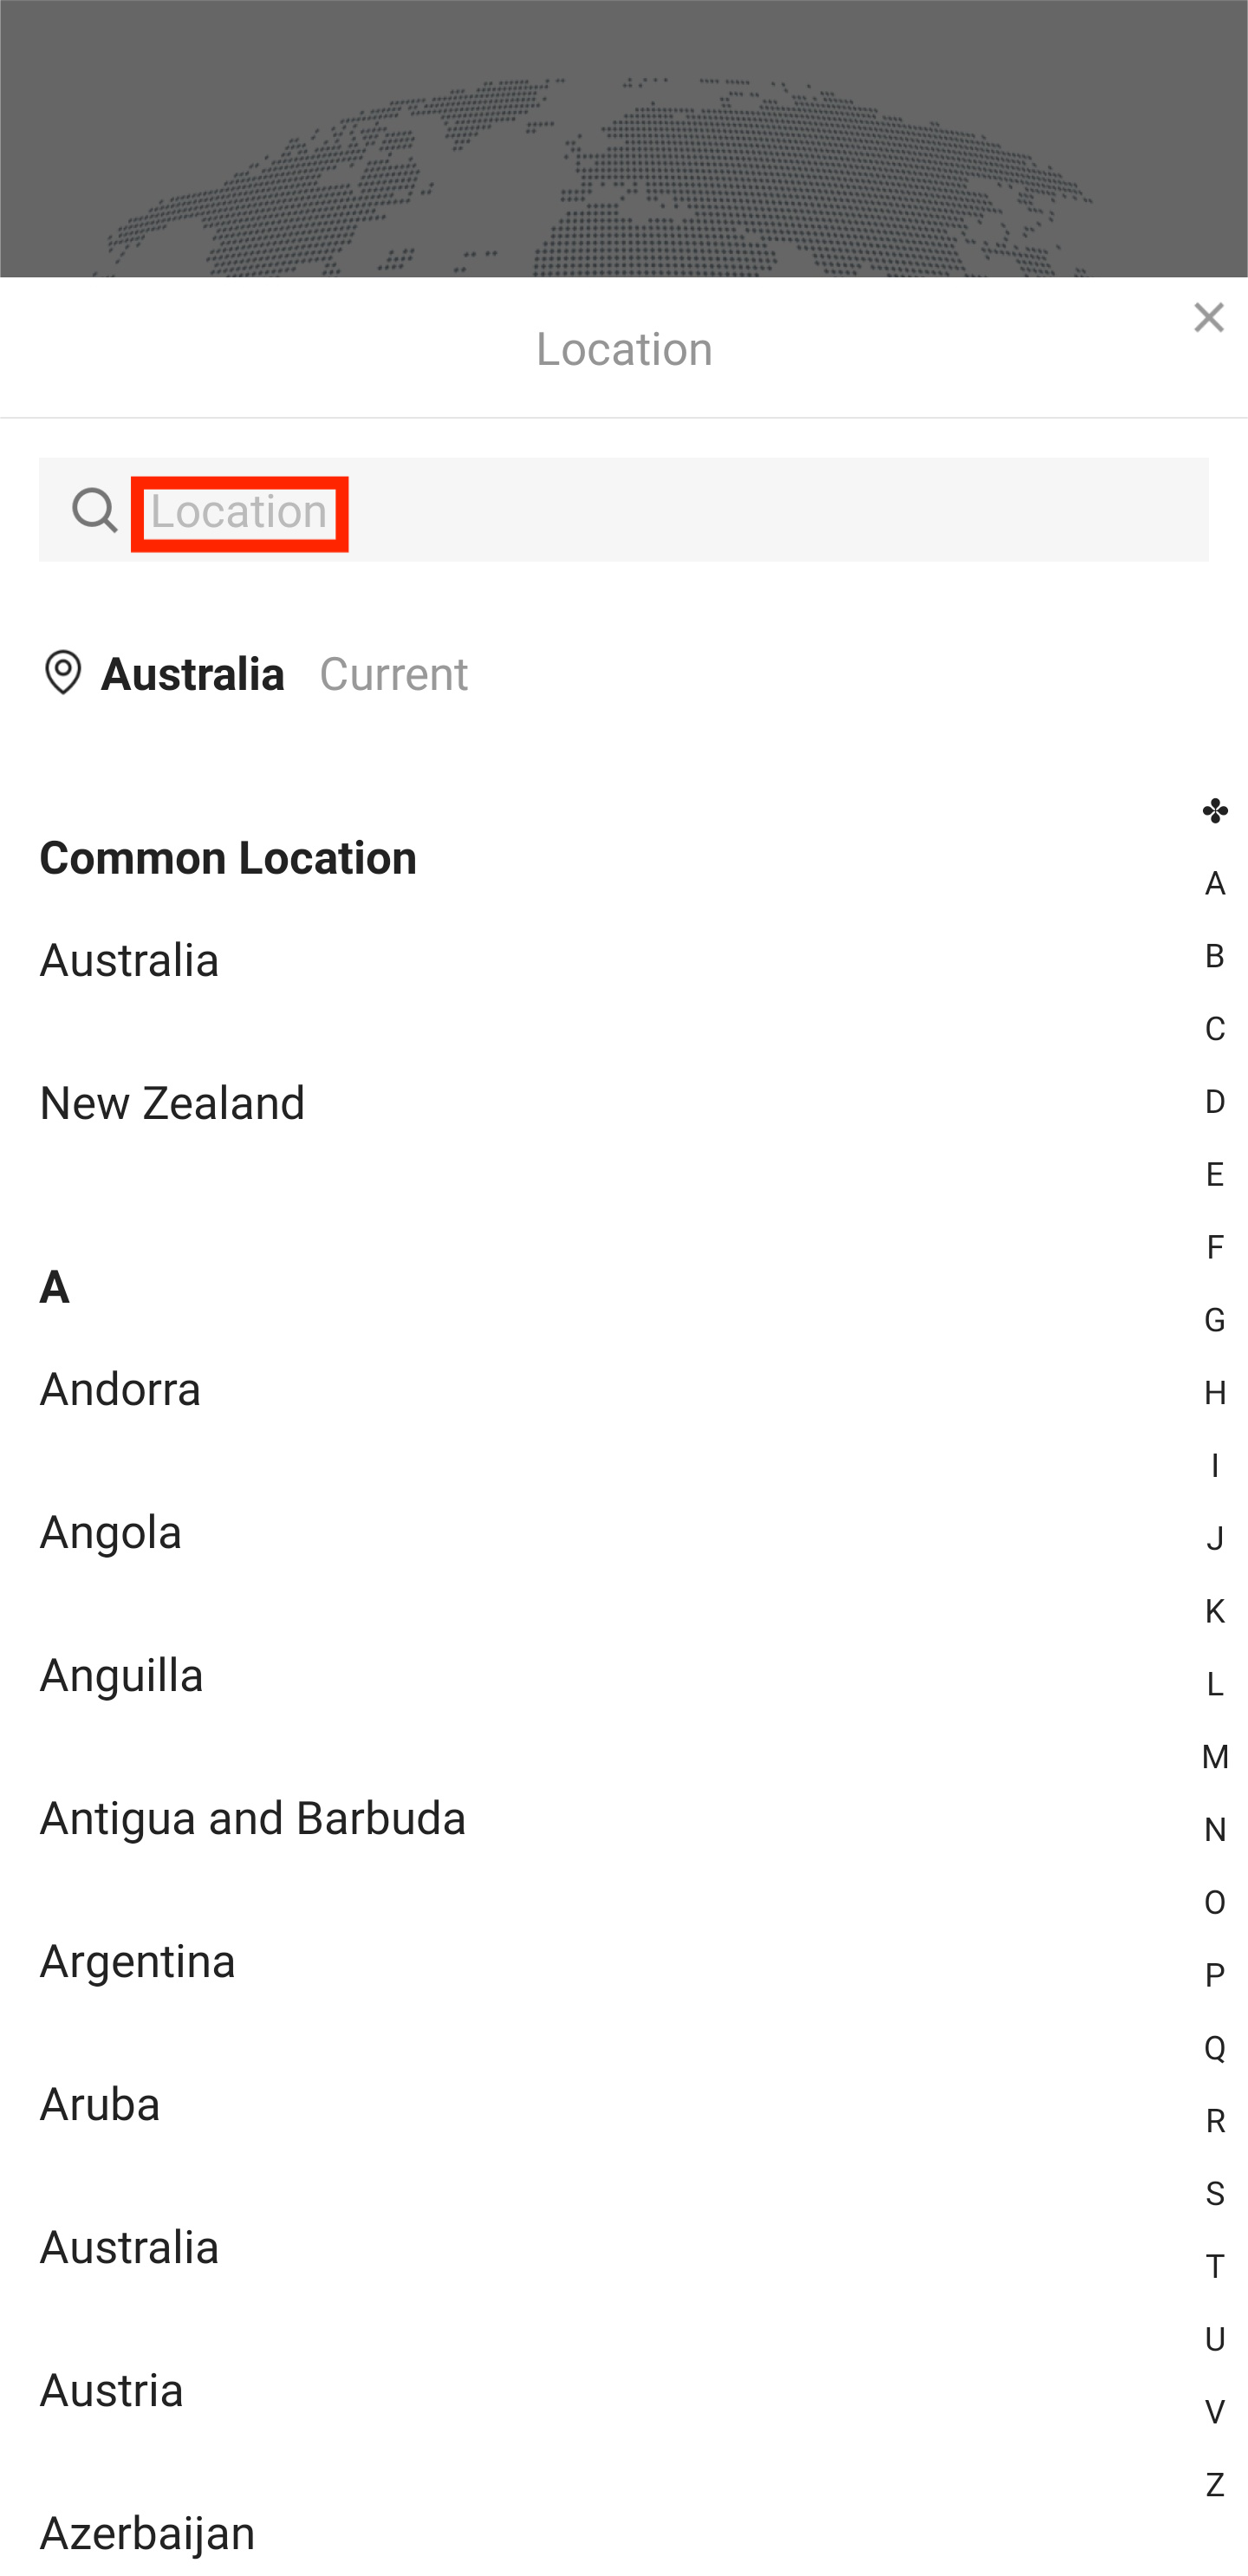 Location
Location
Australia Current
Common Location
Australia
New Zealand
A
Andorra
Angola
Anguilla
Antigua and Barbuda
Argentina
Aruba
Australia
Austria
Azerbaijan
A
B
C
D
E
F
G
H
I
J
K
L
M
N
O
P
Q
R
S
T
U
V
Z